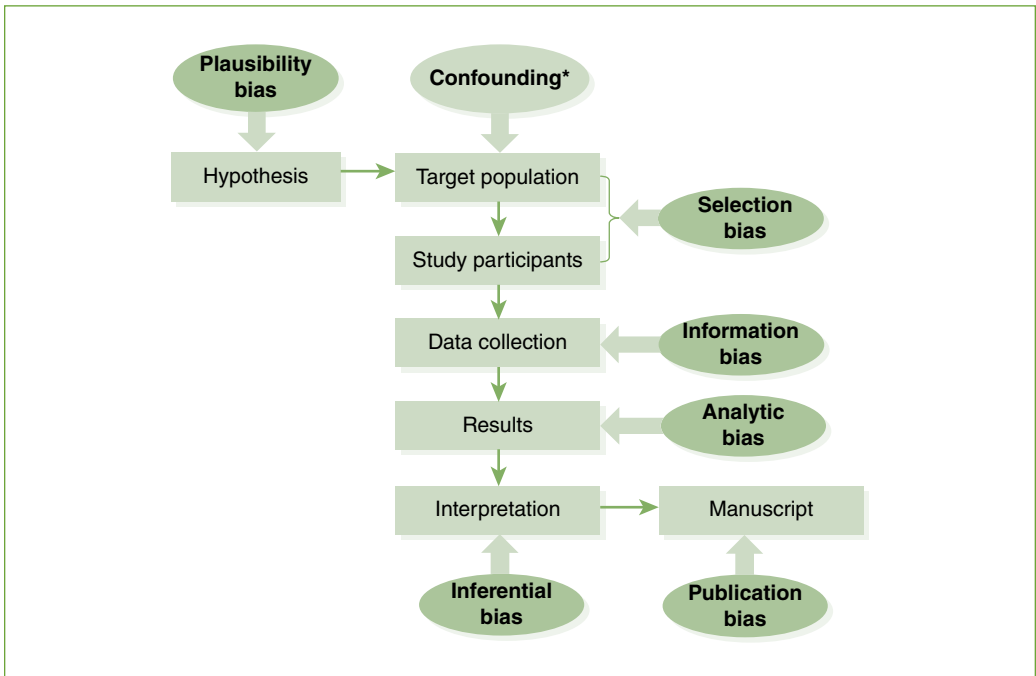 Plausibility
bias
Confounding*
Hypothesis
Target population
Selection
bias
Study participants
Data collection
Information
bias
Results
Analytic
bias
Interpretation
Manuscript
Inferential
bias
Publication
bias